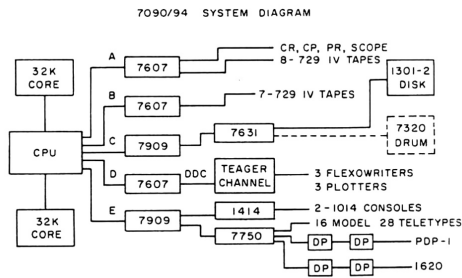 7090/94 SYSTEM DIAGRAM
A
7607
CR, CP, PR, SCOPE
8-729 IV TAPES
32K
CORE
B
7607
7-729 IV TAPES
1301-2
DISK
CPU
C
7909
7631
7320
DRUM
D
7607
DDC
TEAGER
CHANNEL
3 FLEXOWRITERS
3 PLOTTERS
32K
CORE
E
7909
1414
2-1014 CONSOLES
16 MODEL 28 TELETYPES
7750
DP
DP
PDP-1
DP
DP
1620